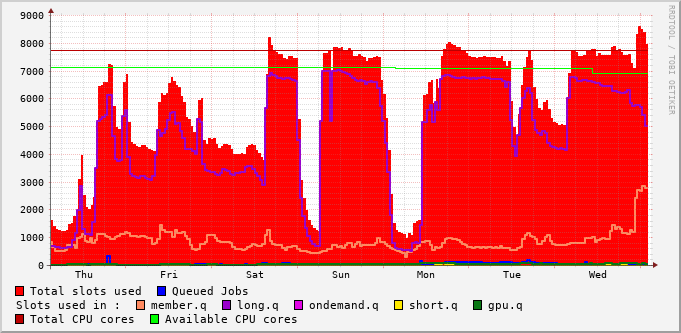 9000
8000
7000
6000
5000
4000
3000
2000
1000
0
Thu Fri Sat Sun Mon Tue Wed
Total slots used Queued Jobs
Slots used in : member.q long.q ondemand.q short.q gpu.q
Total CPU cores Available CPU cores
RRDTOOL / TOBI OETIKER